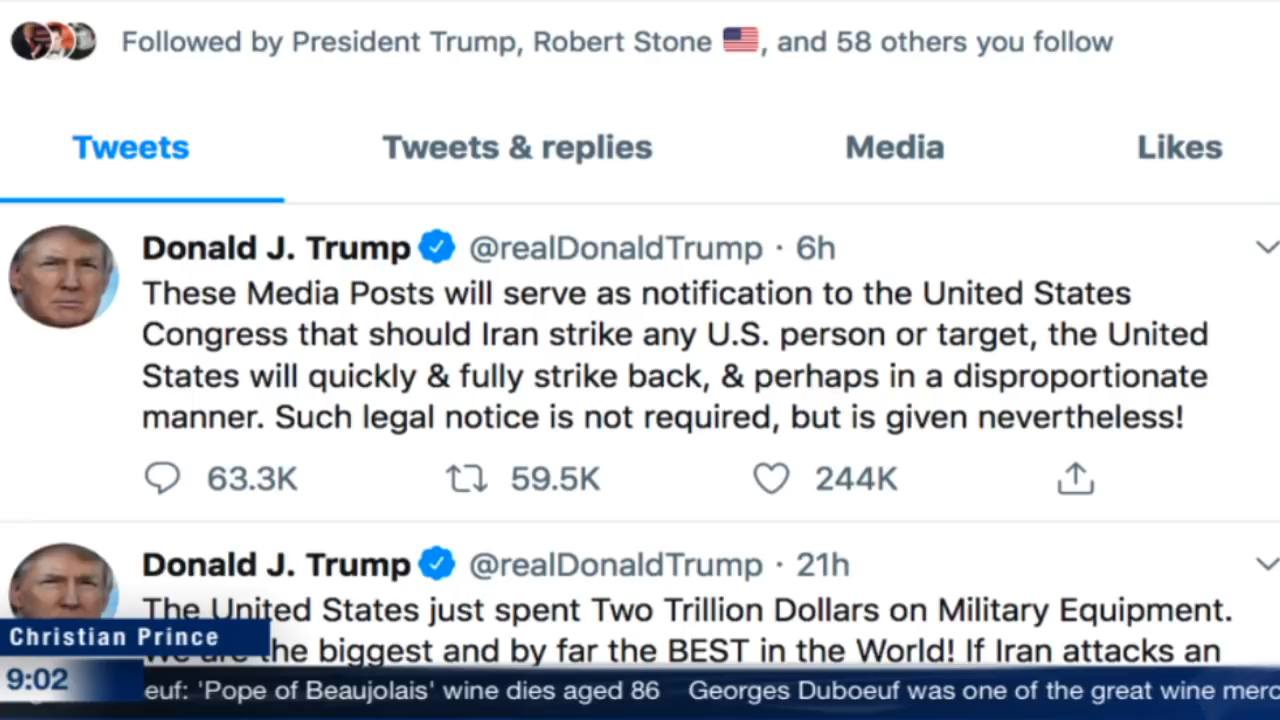 Followed by President Trump, Robert Stone 🇺🇸, and 58 others you follow
Tweets Tweets & replies Media Likes
Donald J. Trump @realDonaldTrump · 6h
These Media Posts will serve as notification to the United States
Congress that should Iran strike any U.S. person or target, the United
States will quickly & fully strike back, & perhaps in a disproportionate
manner. Such legal notice is not required, but is given nevertheless!
63.3K 59.5K 244K
Donald J. Trump @realDonaldTrump · 21h
The United States just spent Two Trillion Dollars on Military Equipment.
We are the biggest and by far the BEST in the World! If Iran attacks an
Christian Prince
9:02
euf: 'Pope of Beaujolais' wine dies aged 86 Georges Duboeuf was one of the great wine merc